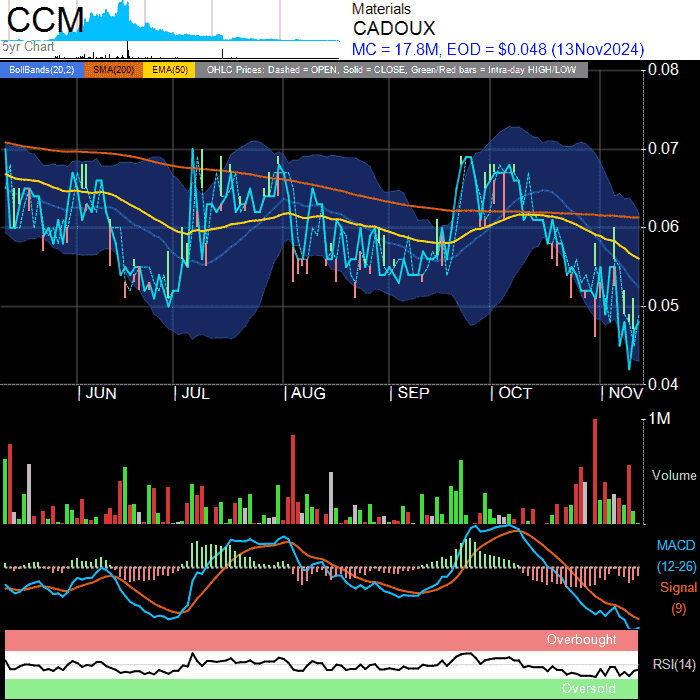 CCM
5yr Chart
Materials
CADOUX
MC = 17.8M, EOD = $0.048 (13Nov2024)
BollBands(20,2) SMA(200) EMA(50) OHLC Prices: Dashed = OPEN, Solid = CLOSE, Green/Red bars = Intra-day HIGH/LOW
0.08
0.07
0.06
0.05
0.04
| JUN | JUL | AUG | SEP | OCT | NOV
1M
Volume
MACD
(12-26)
Signal
(9)
Overbought
RSI(14)
Oversold